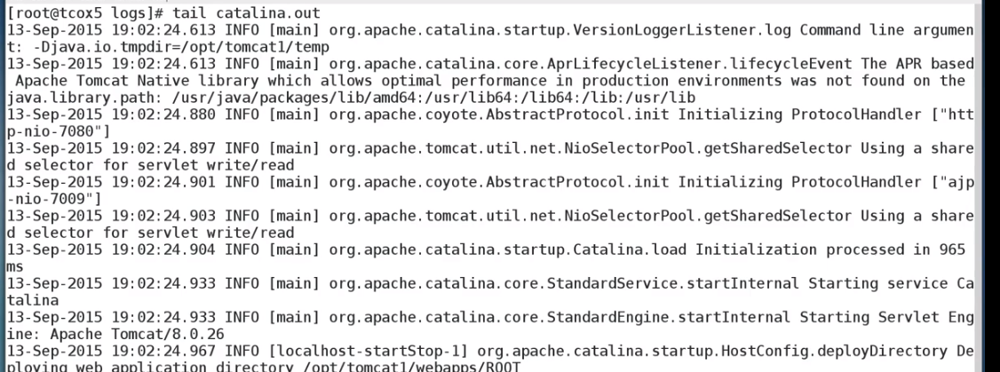 [root@tcox5 logs]# tail catalina.out
13-Sep-2015 19:02:24.613 INFO [main] org.apache.catalina.startup.VersionLoggerListener.log Command line argumen
t: -Djava.io.tmpdir=/opt/tomcat1/temp
13-Sep-2015 19:02:24.613 INFO [main] org.apache.catalina.core.AprLifecycleListener.lifecycleEvent The APR based
 Apache Tomcat Native library which allows optimal performance in production environments was not found on the
java.library.path: /usr/java/packages/lib/amd64:/usr/lib64:/lib64:/lib:/usr/lib
13-Sep-2015 19:02:24.880 INFO [main] org.apache.coyote.AbstractProtocol.init Initializing ProtocolHandler ["htt
p-nio-7080"]
13-Sep-2015 19:02:24.897 INFO [main] org.apache.tomcat.util.net.NioSelectorPool.getSharedSelector Using a share
d selector for servlet write/read
13-Sep-2015 19:02:24.901 INFO [main] org.apache.coyote.AbstractProtocol.init Initializing ProtocolHandler ["ajp
-nio-7009"]
13-Sep-2015 19:02:24.903 INFO [main] org.apache.tomcat.util.net.NioSelectorPool.getSharedSelector Using a share
d selector for servlet write/read
13-Sep-2015 19:02:24.904 INFO [main] org.apache.catalina.startup.Catalina.load Initialization processed in 965
ms
13-Sep-2015 19:02:24.933 INFO [main] org.apache.catalina.core.StandardService.startInternal Starting service Ca
talina
13-Sep-2015 19:02:24.933 INFO [main] org.apache.catalina.core.StandardEngine.startInternal Starting Servlet Eng
ine: Apache Tomcat/8.0.26
13-Sep-2015 19:02:24.967 INFO [localhost-startStop-1] org.apache.catalina.startup.HostConfig.deployDirectory De
ploying web application directory /opt/tomcat1/webapps/ROOT